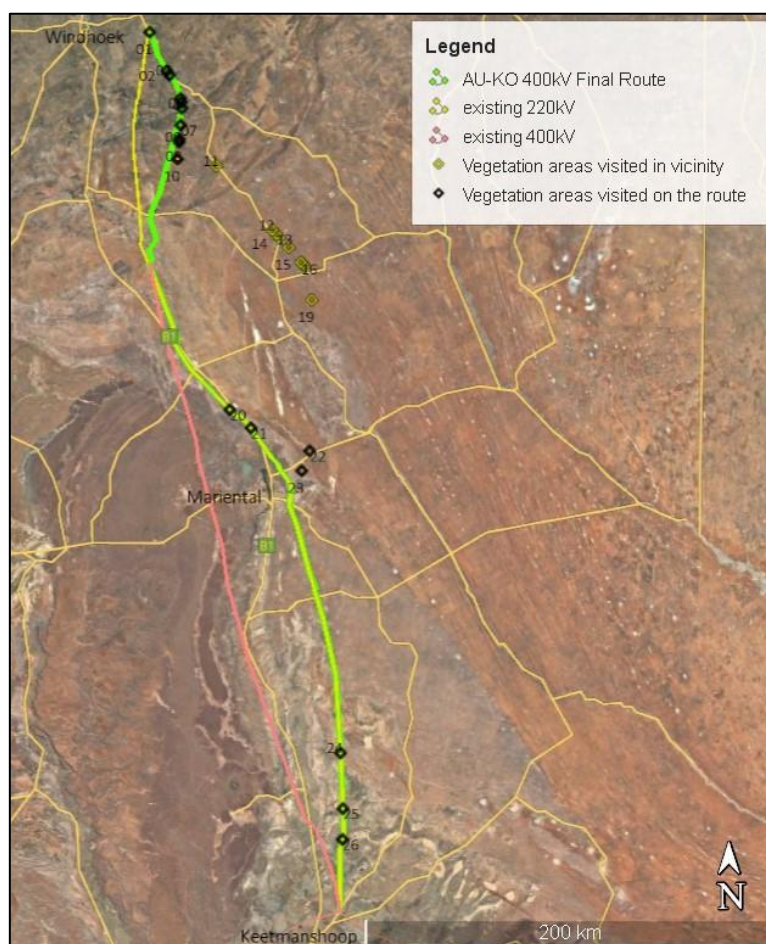 Windhoek
Legend
AU-KO 400kV Final Route
existing 220kV
existing 400kV
Vegetation areas visited in vicinity
Vegetation areas visited on the route
01
02
07
10
11
12
13
14
15
16
19
B1
20
21
22
23
Mariental
B1
25
26
N
200 km
Keetmanshoop